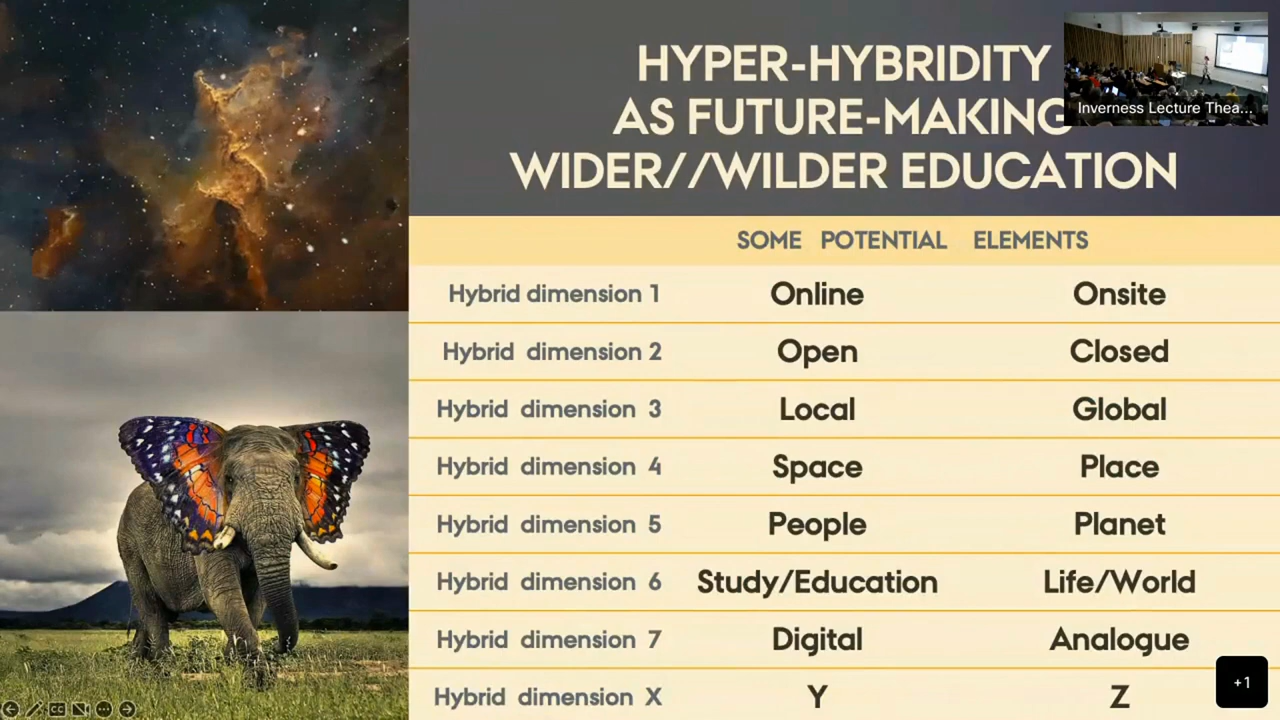 HYPER-HYBRIDITY
AS FUTURE-MAKING
WIDER//WILDER EDUCATION
Inverness Lecture Thea...
SOME POTENTIAL ELEMENTS
Hybrid dimension 1 Online Onsite
Hybrid dimension 2 Open Closed
Hybrid dimension 3 Local Global
Hybrid dimension 4 Space Place
Hybrid dimension 5 People Planet
Hybrid dimension 6 Study/Education Life/World
Hybrid dimension 7 Digital Analogue
Hybrid dimension X Y Z
+1
CC